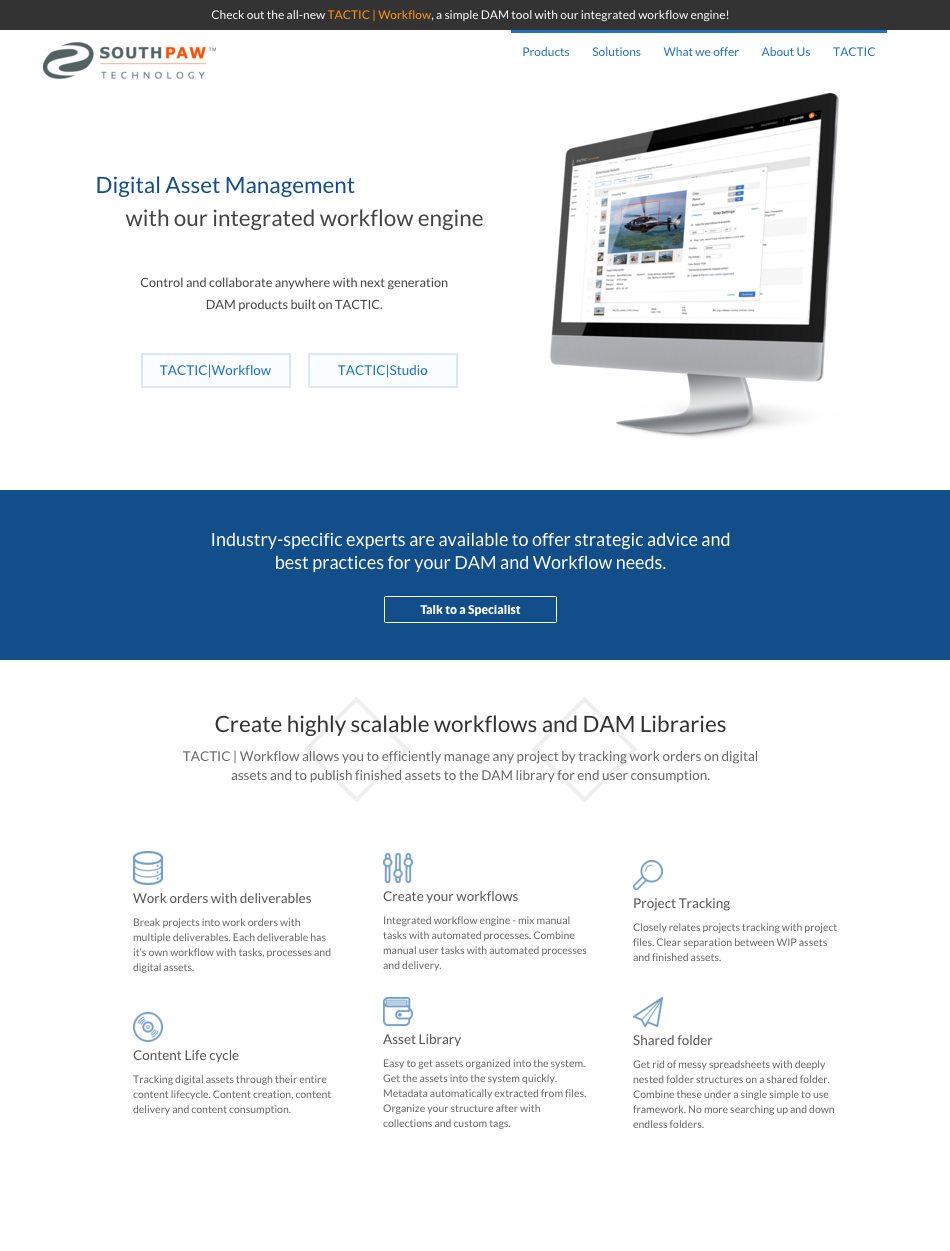 Check out the all-new TACTIC | Workflow, a simple DAM tool with our integrated workflow engine!
SOUTHPAW™
TECHNOLOGY
Products Solutions What we offer About Us TACTIC
Digital Asset Management
with our integrated workflow engine
Control and collaborate anywhere with next generation
DAM products built on TACTIC.
TACTIC|Workflow TACTIC|Studio
Industry-specific experts are available to offer strategic advice and
best practices for your DAM and Workflow needs.
Talk to a Specialist
Create highly scalable workflows and DAM Libraries
TACTIC | Workflow allows you to efficiently manage any project by tracking work orders on digital
assets and to publish finished assets to the DAM library for end user consumption.
Work orders with deliverables
Break projects into work orders with
multiple deliverables. Each deliverable has
it's own workflow with tasks, processes and
digital assets.
Create your workflows
Integrated workflow engine - mix manual
tasks with automated processes. Combine
manual user tasks with automated processes
and delivery.
Project Tracking
Closely relates projects tracking with project
files. Clear separation between WIP assets
and finished assets.
Content Life cycle
Tracking digital assets through their entire
content lifecycle. Content creation, content
delivery and content consumption.
Asset Library
Easy to get assets organized into the system.
Get the assets into the system quickly.
Metadata automatically extracted from files.
Organize your structure after with
collections and custom tags.
Shared folder
Get rid of messy spreadsheets with deeply
nested folder structures on a shared folder.
Combine these under a single simple to use
framework. No more searching up and down
endless folders.